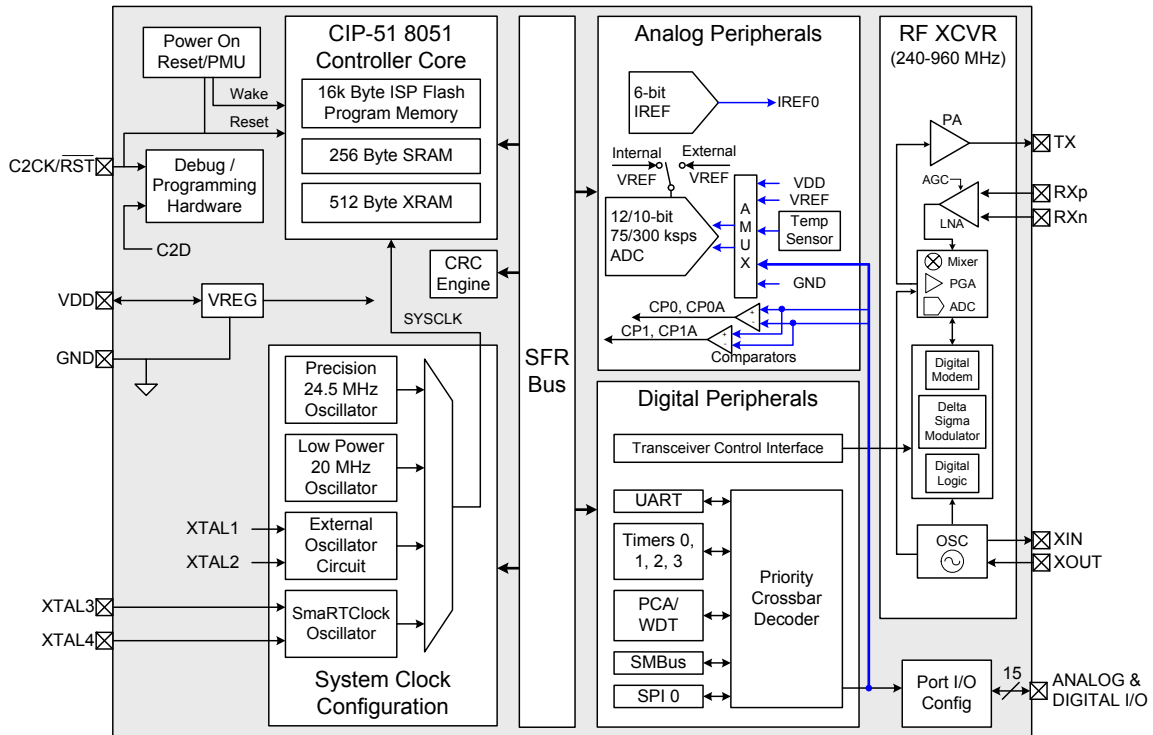 Power On
Reset/PMU
Wake
Reset
C2CK/RST
Debug /
Programming
Hardware
C2D
VDD
VREG
GND
CIP-51 8051
Controller Core
16k Byte ISP Flash
Program Memory
256 Byte SRAM
512 Byte XRAM
CRC
Engine
SYSCLK
Precision
24.5 MHz
Oscillator
Low Power
20 MHz
Oscillator
XTAL1
XTAL2
External
Oscillator
Circuit
XTAL3
XTAL4
SmaRTClock
Oscillator
System Clock
Configuration
SFR
Bus
Analog Peripherals
6-bit
IREF
IREF0
Internal
VREF
External
VREF
12/10-bit
75/300 ksps
ADC
A
M
U
X
VDD
VREF
Temp
Sensor
GND
CP0, CP0A
+
-
CP1, CP1A
+
-
Comparators
Digital Peripherals
Transceiver Control Interface
UART
Timers 0,
1, 2, 3
PCA/
WDT
SMBus
SPI 0
Priority
Crossbar
Decoder
RF XCVR
(240-960 MHz)
PA
TX
AGC
LNA
RXp
RXn
Mixer
PGA
ADC
Digital
Modem
Delta
Sigma
Modulator
Digital
Logic
OSC
XIN
XOUT
Port I/O
Config
15
ANALOG &
DIGITAL I/O